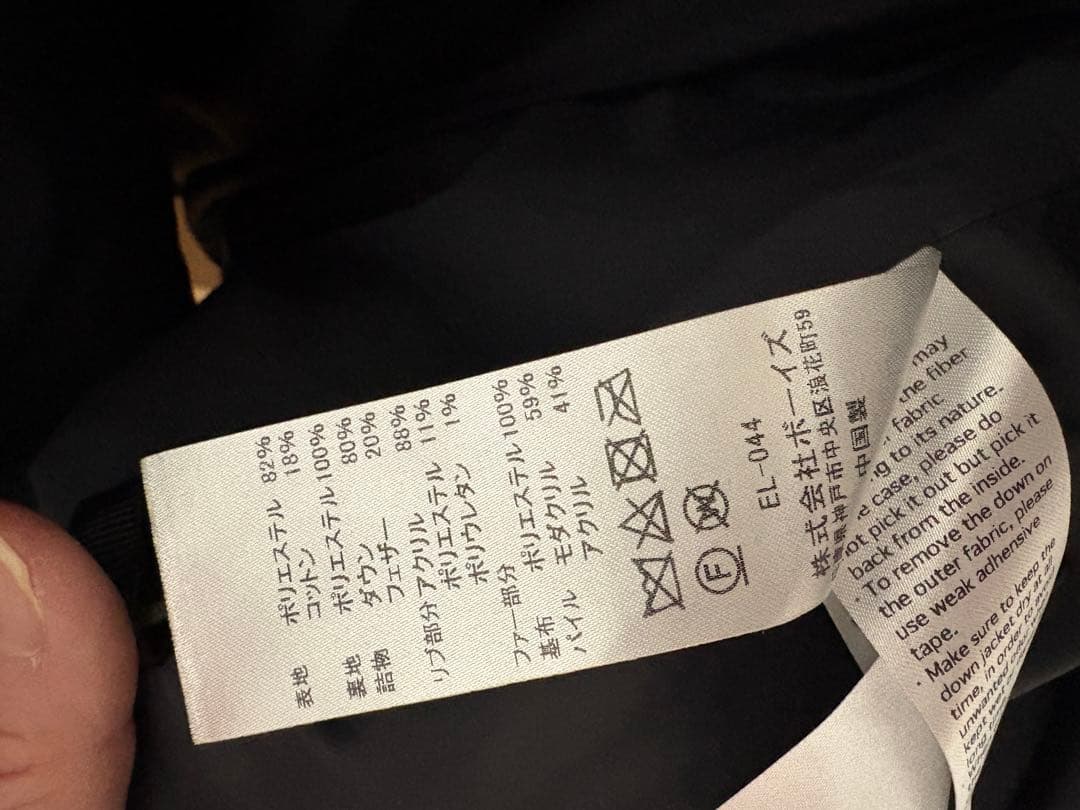 表地 ポリエステル 82%
コットン 18%
裏地 ポリエステル 100%
詰物 ダウン 80%
フェザー 20%
リブ部分 アクリル 88%
ポリエステル 11%
ポリウレタン 1%
ファー部分
基布 ポリエステル 100%
パイル モダクリル 59%
アクリル 41%
F
EL-044
株式会社ボーイズ
兵庫県神戸市中央区浪花町59
中国製
may
fiber
fabric
to its nature.
case, please do
not pick it out but pick it
back from the inside.
・To remove the down on
the outer fabric, please
use weak adhensive
tape.
・Make sure to keep the
down jacket dry at all
time, in order to
unwanted
kept wet